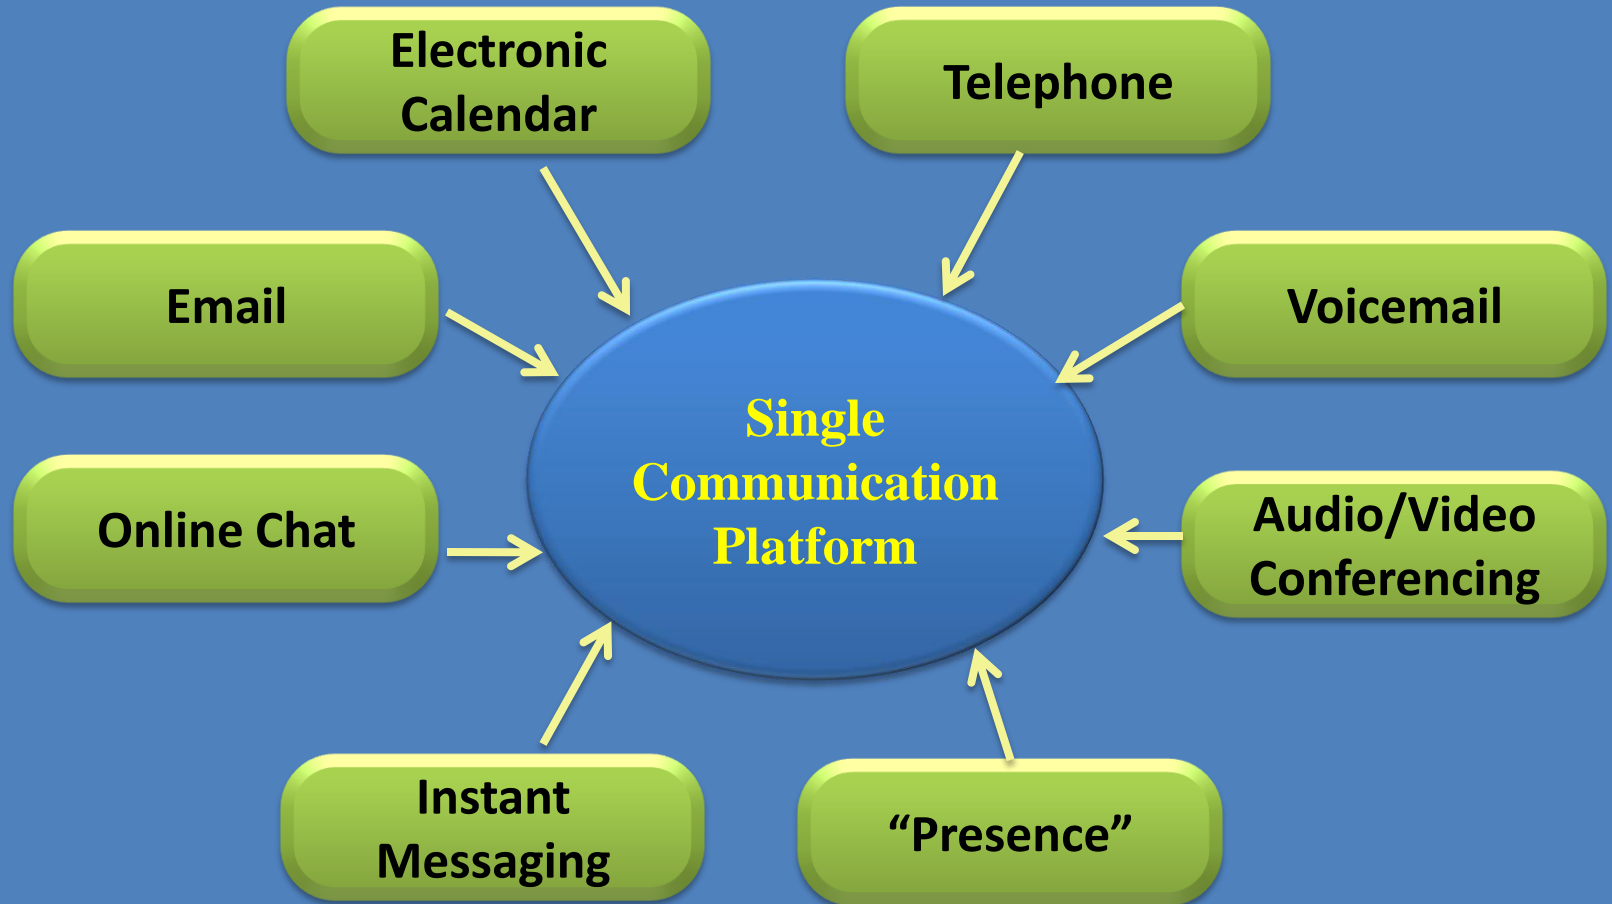 Electronic
Calendar
Telephone
Email
Voicemail
Single
Communication
Platform
Online Chat
Audio/Video
Conferencing
Instant
Messaging
“Presence”